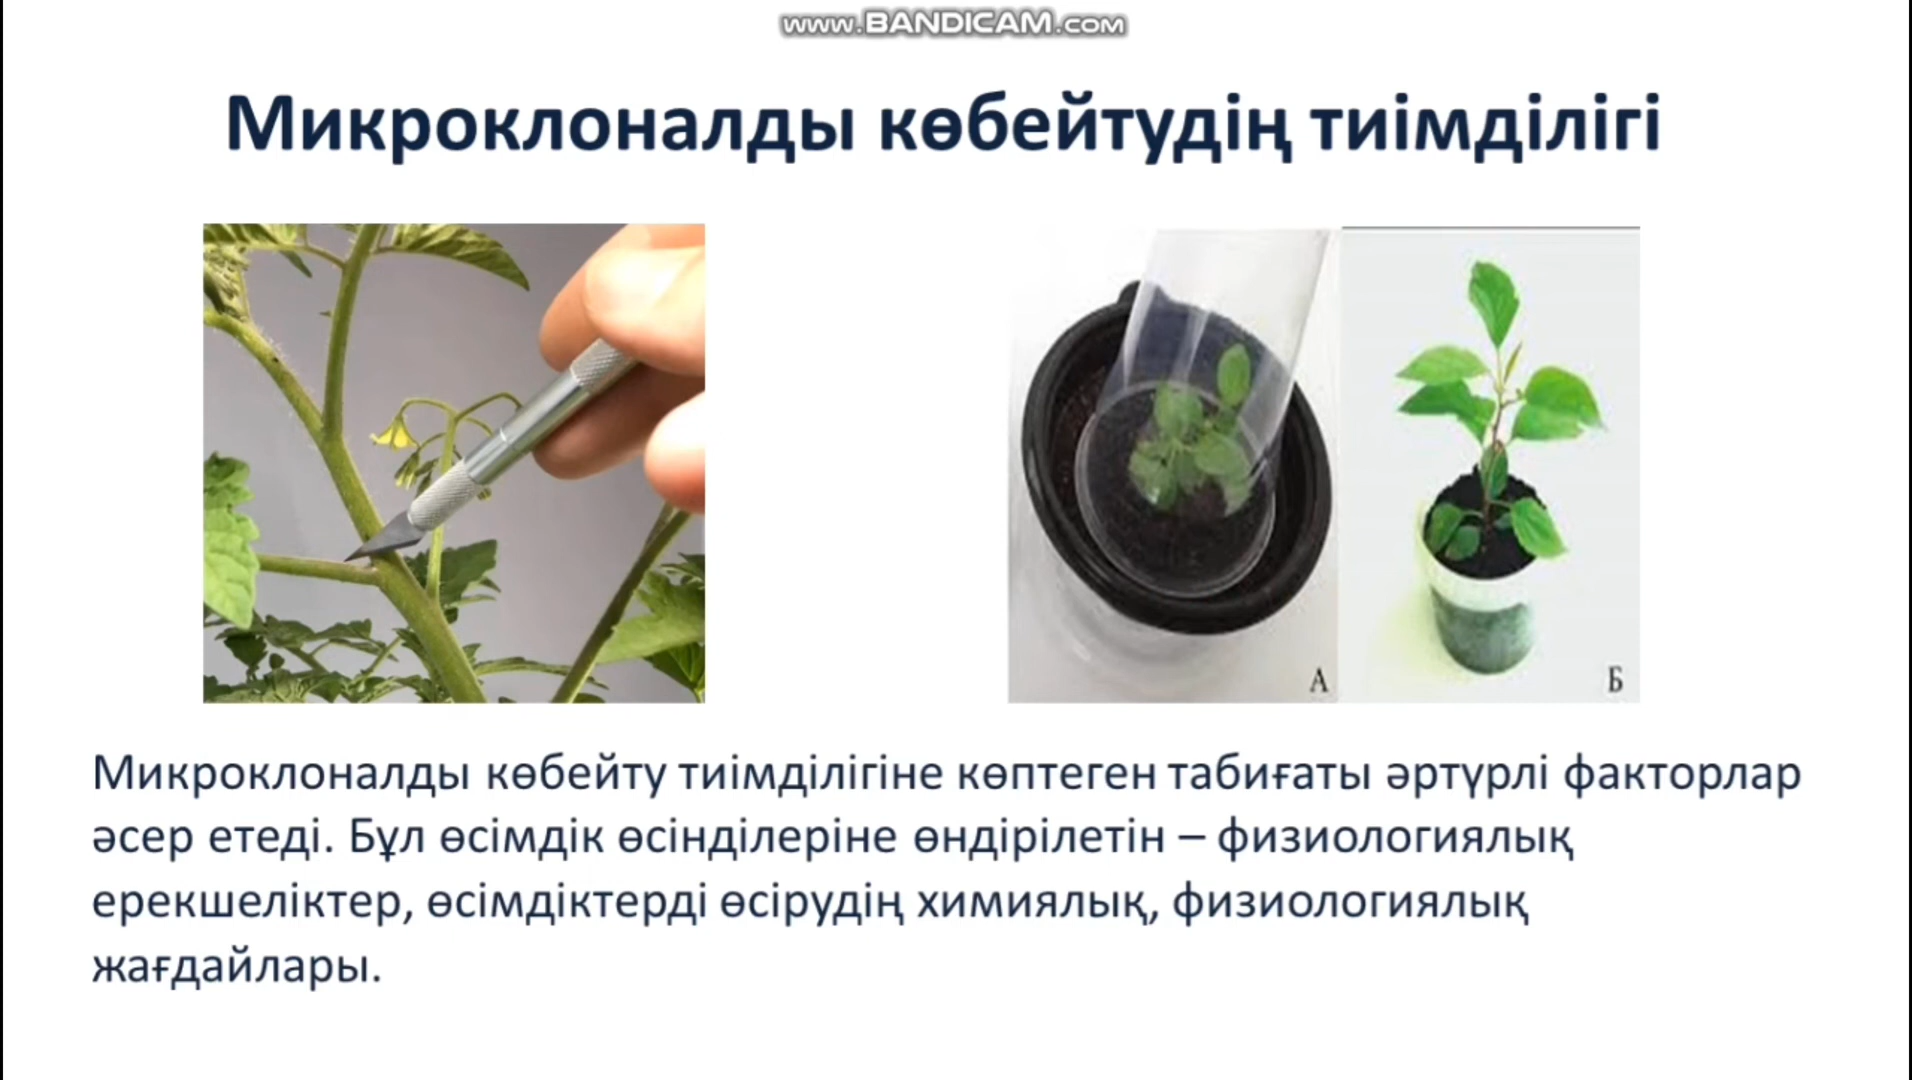 www.BANDICAM.com
Микроклоналды көбейтудің тиімділігі
А
Б
Микроклоналды көбейту тиімділігіне көптеген табиғаты әртүрлі факторлар
әсер етеді. Бұл өсімдік өсінділеріне өндірілетін – физиологиялық
ерекшеліктер, өсімдіктерді өсірудің химиялық, физиологиялық
жағдайлары.